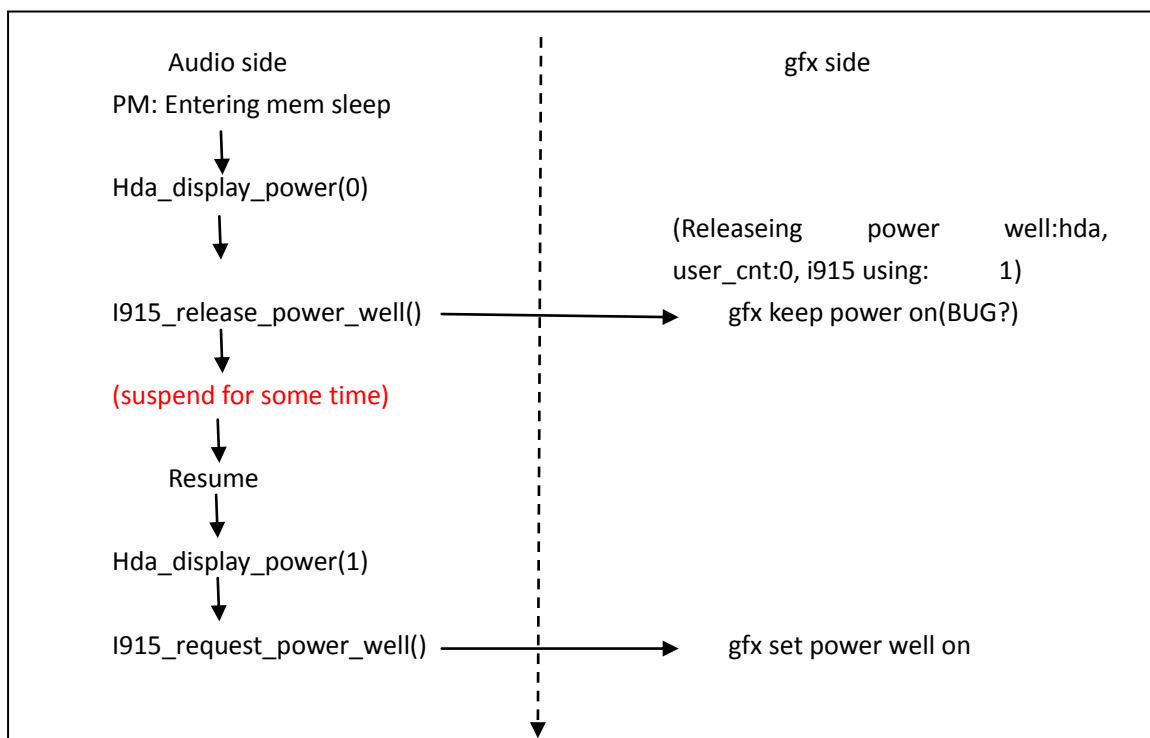 Audio side
gfx side
PM: Entering mem sleep
Hda_display_power(0)
(Releaseing power well:hda,
user_cnt:0, i915 using: 1)
I915_release_power_well()
gfx keep power on(BUG?)
(suspend for some time)
Resume
Hda_display_power(1)
I915_request_power_well()
gfx set power well on